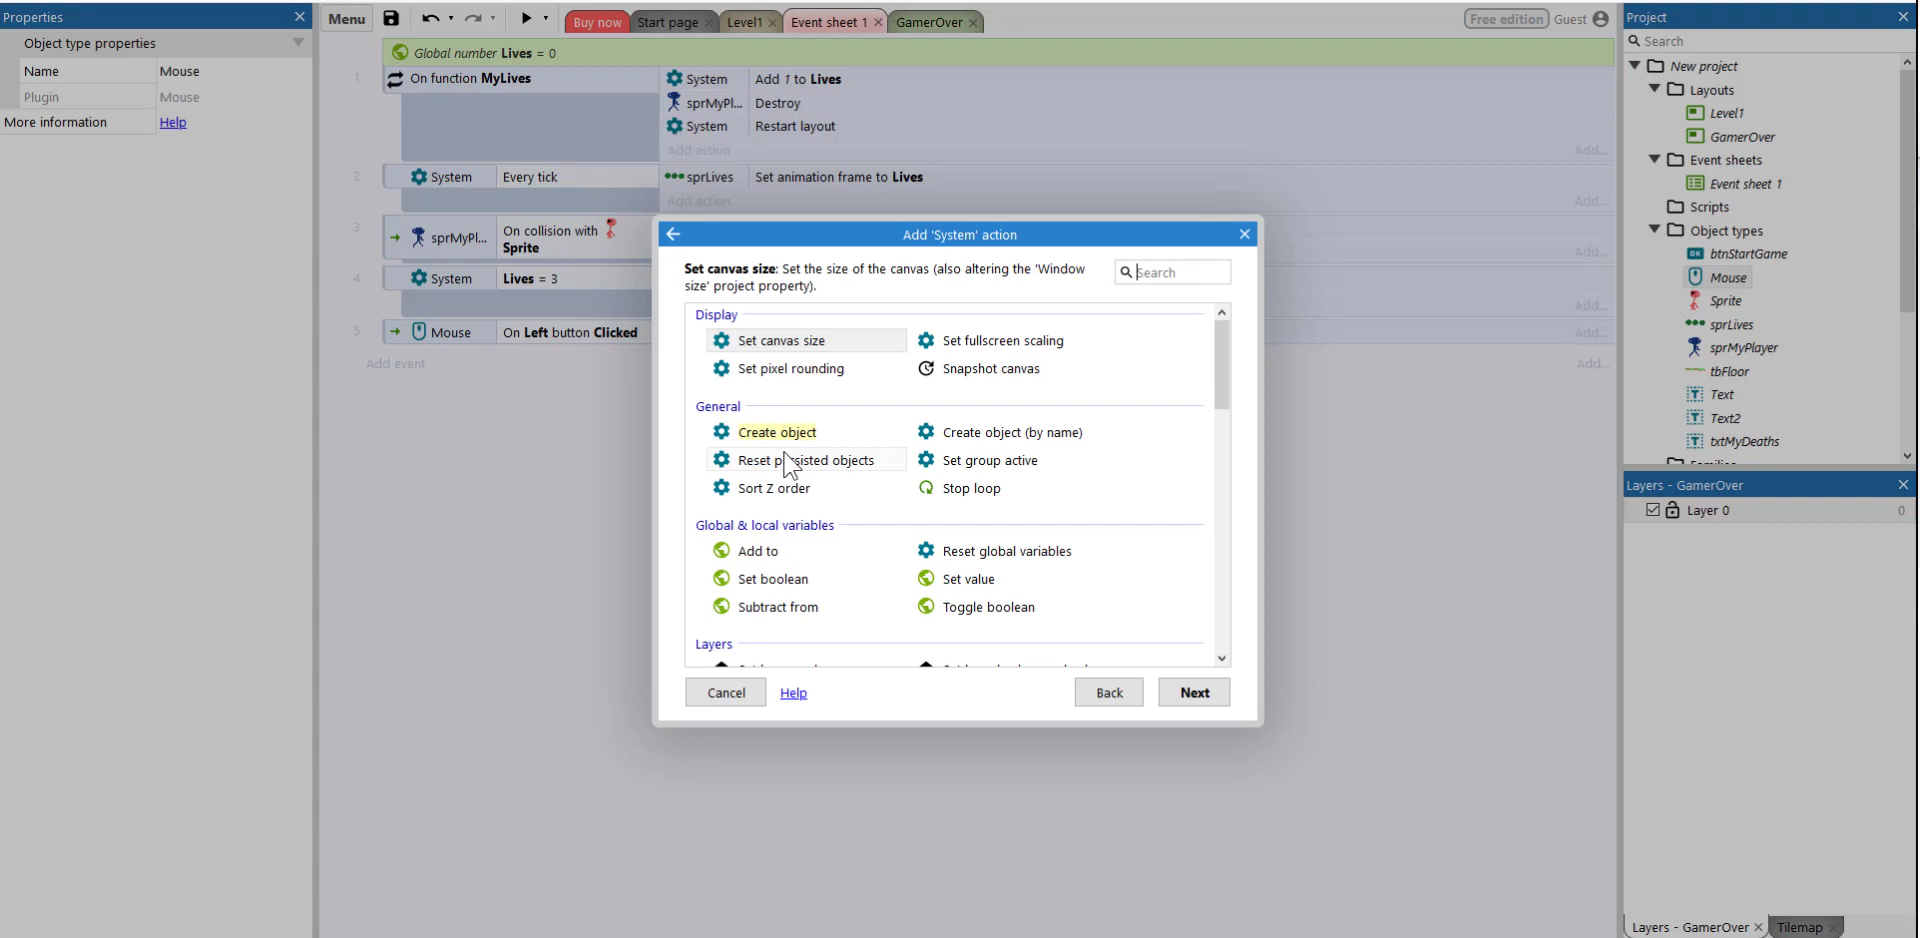 Properties
Object type properties
Name Mouse
Plugin Mouse
More information Help
Menu
Buy now
Start page
Level1
Event sheet 1
GamerOver
Free edition
Guest
Global number Lives = 0
1
On function MyLives
System Add 1 to Lives
sprMyPl... Destroy
System Restart layout
Add action Add...
2
System Every tick
sprLives Set animation frame to Lives
Add action Add...
3
sprMyPl... On collision with
Sprite
Add...
4
System Lives = 3
Add...
5
Mouse On Left button Clicked
Add...
Add event Add...
Add 'System' action
Set canvas size: Set the size of the canvas (also altering the 'Window
size' project property).
Search
Display
Set canvas size Set fullscreen scaling
Set pixel rounding Snapshot canvas
General
Create object Create object (by name)
Reset objects Set group active
Sort Z order Stop loop
Global & local variables
Add to Reset global variables
Set boolean Set value
Subtract from Toggle boolean
Layers
Cancel Help Back Next
Project
Search
New project
Layouts
Level1
GamerOver
Event sheets
Event sheet 1
Scripts
Object types
btnStartGame
Mouse
Sprite
sprLives
sprMyPlayer
tbFloor
Text
Text2
txtMyDeaths
Layers - GamerOver
Layer 0 0
Layers - GamerOver Tilemap